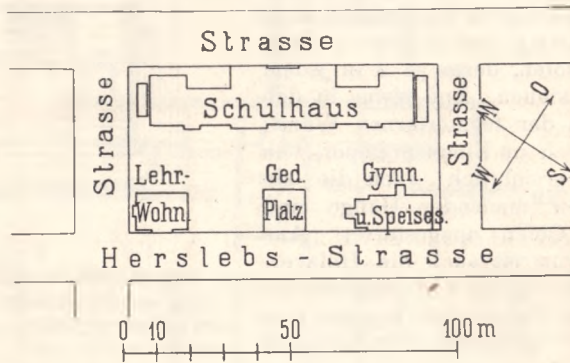 Strasse
Strasse
Schulhaus
Strasse
N
O
W
S
Lehr.-
Wohn.
Ged.
Platz
Gymn.
u. Speises.
Herslebs - Strasse
0 10 50 100 m